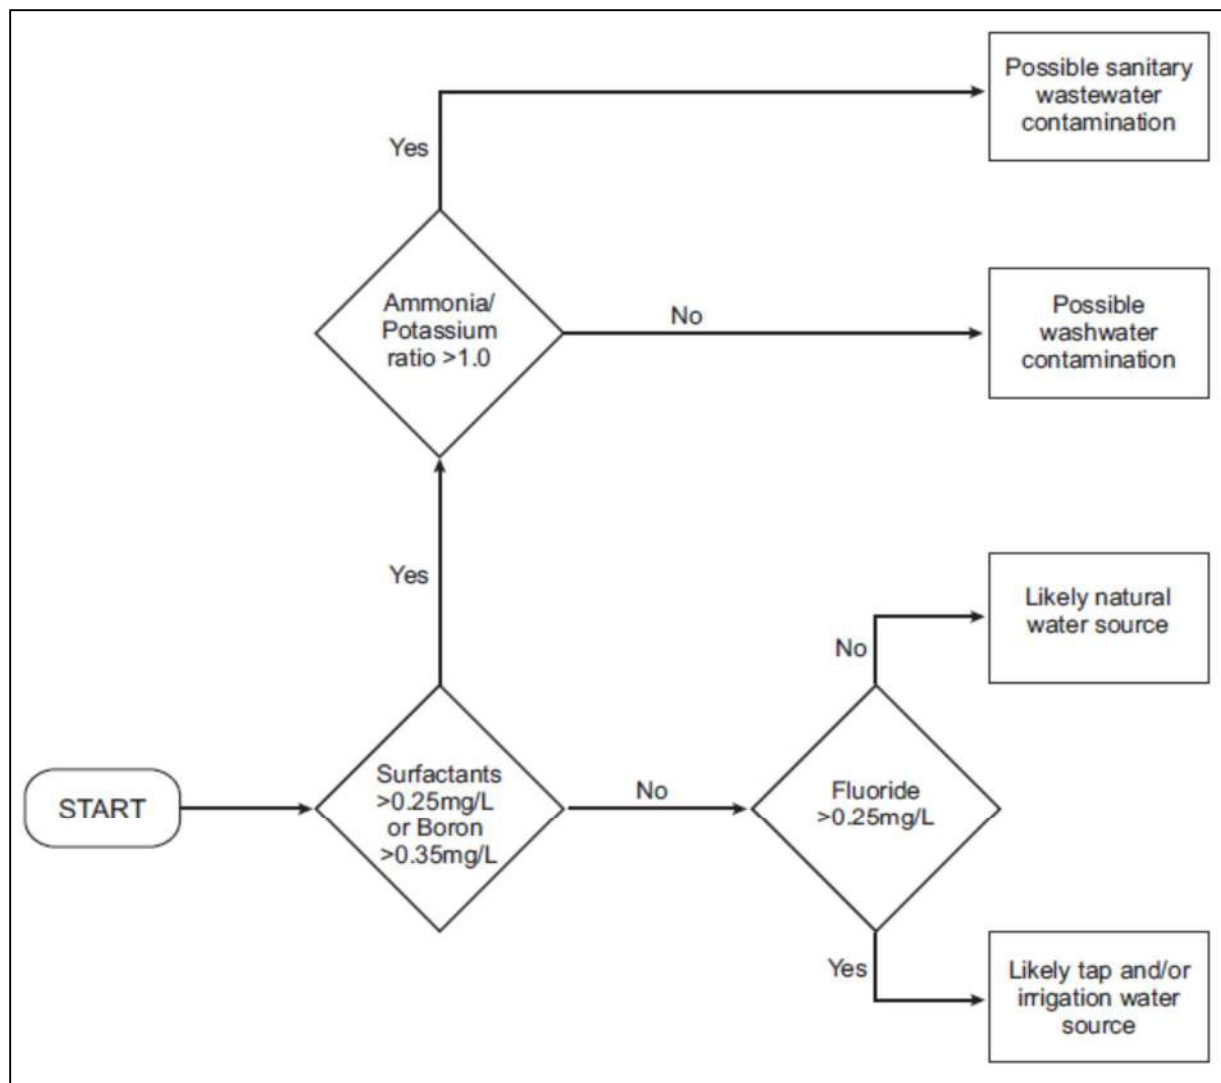 Possible sanitary
wastewater
contamination
Yes
Ammonia/
Potassium
ratio >1.0
No
Possible
washwater
contamination
Yes
Likely natural
water source
No
START
Surfactants
>0.25mg/L
or Boron
>0.35mg/L
No
Fluoride
>0.25mg/L
Yes
Likely tap and/or
irrigation water
source